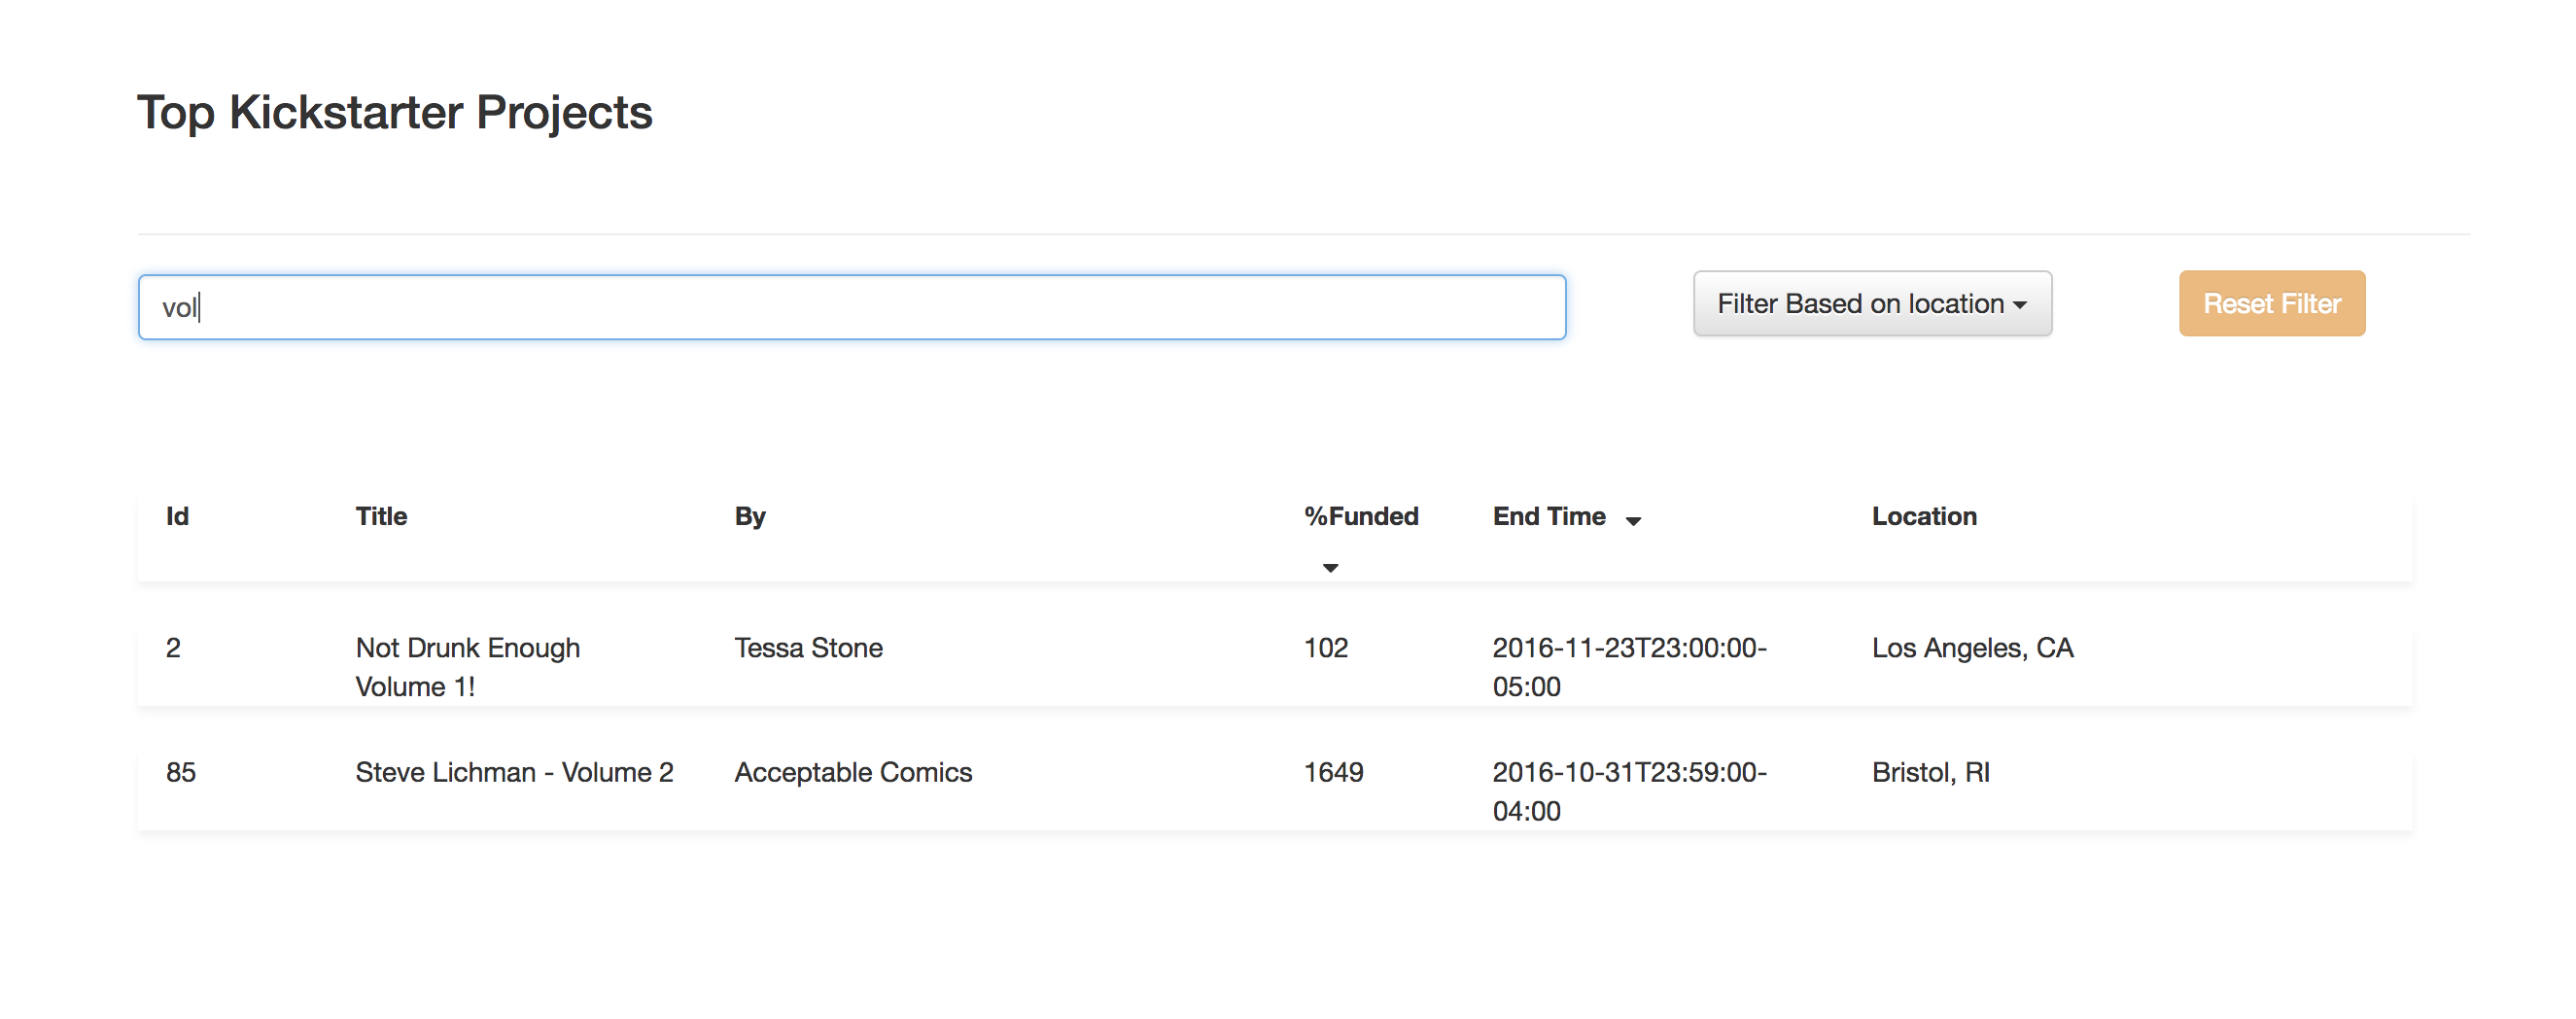 Top Kickstarter Projects
vol
Filter Based on location
Reset Filter
Id Title By %Funded End Time Location
2 Not Drunk Enough Tessa Stone 102 2016-11-23T23:00:00- Los Angeles, CA
Volume 1! 05:00
85 Steve Lichman - Volume 2 Acceptable Comics 1649 2016-10-31T23:59:00- Bristol, RI
04:00